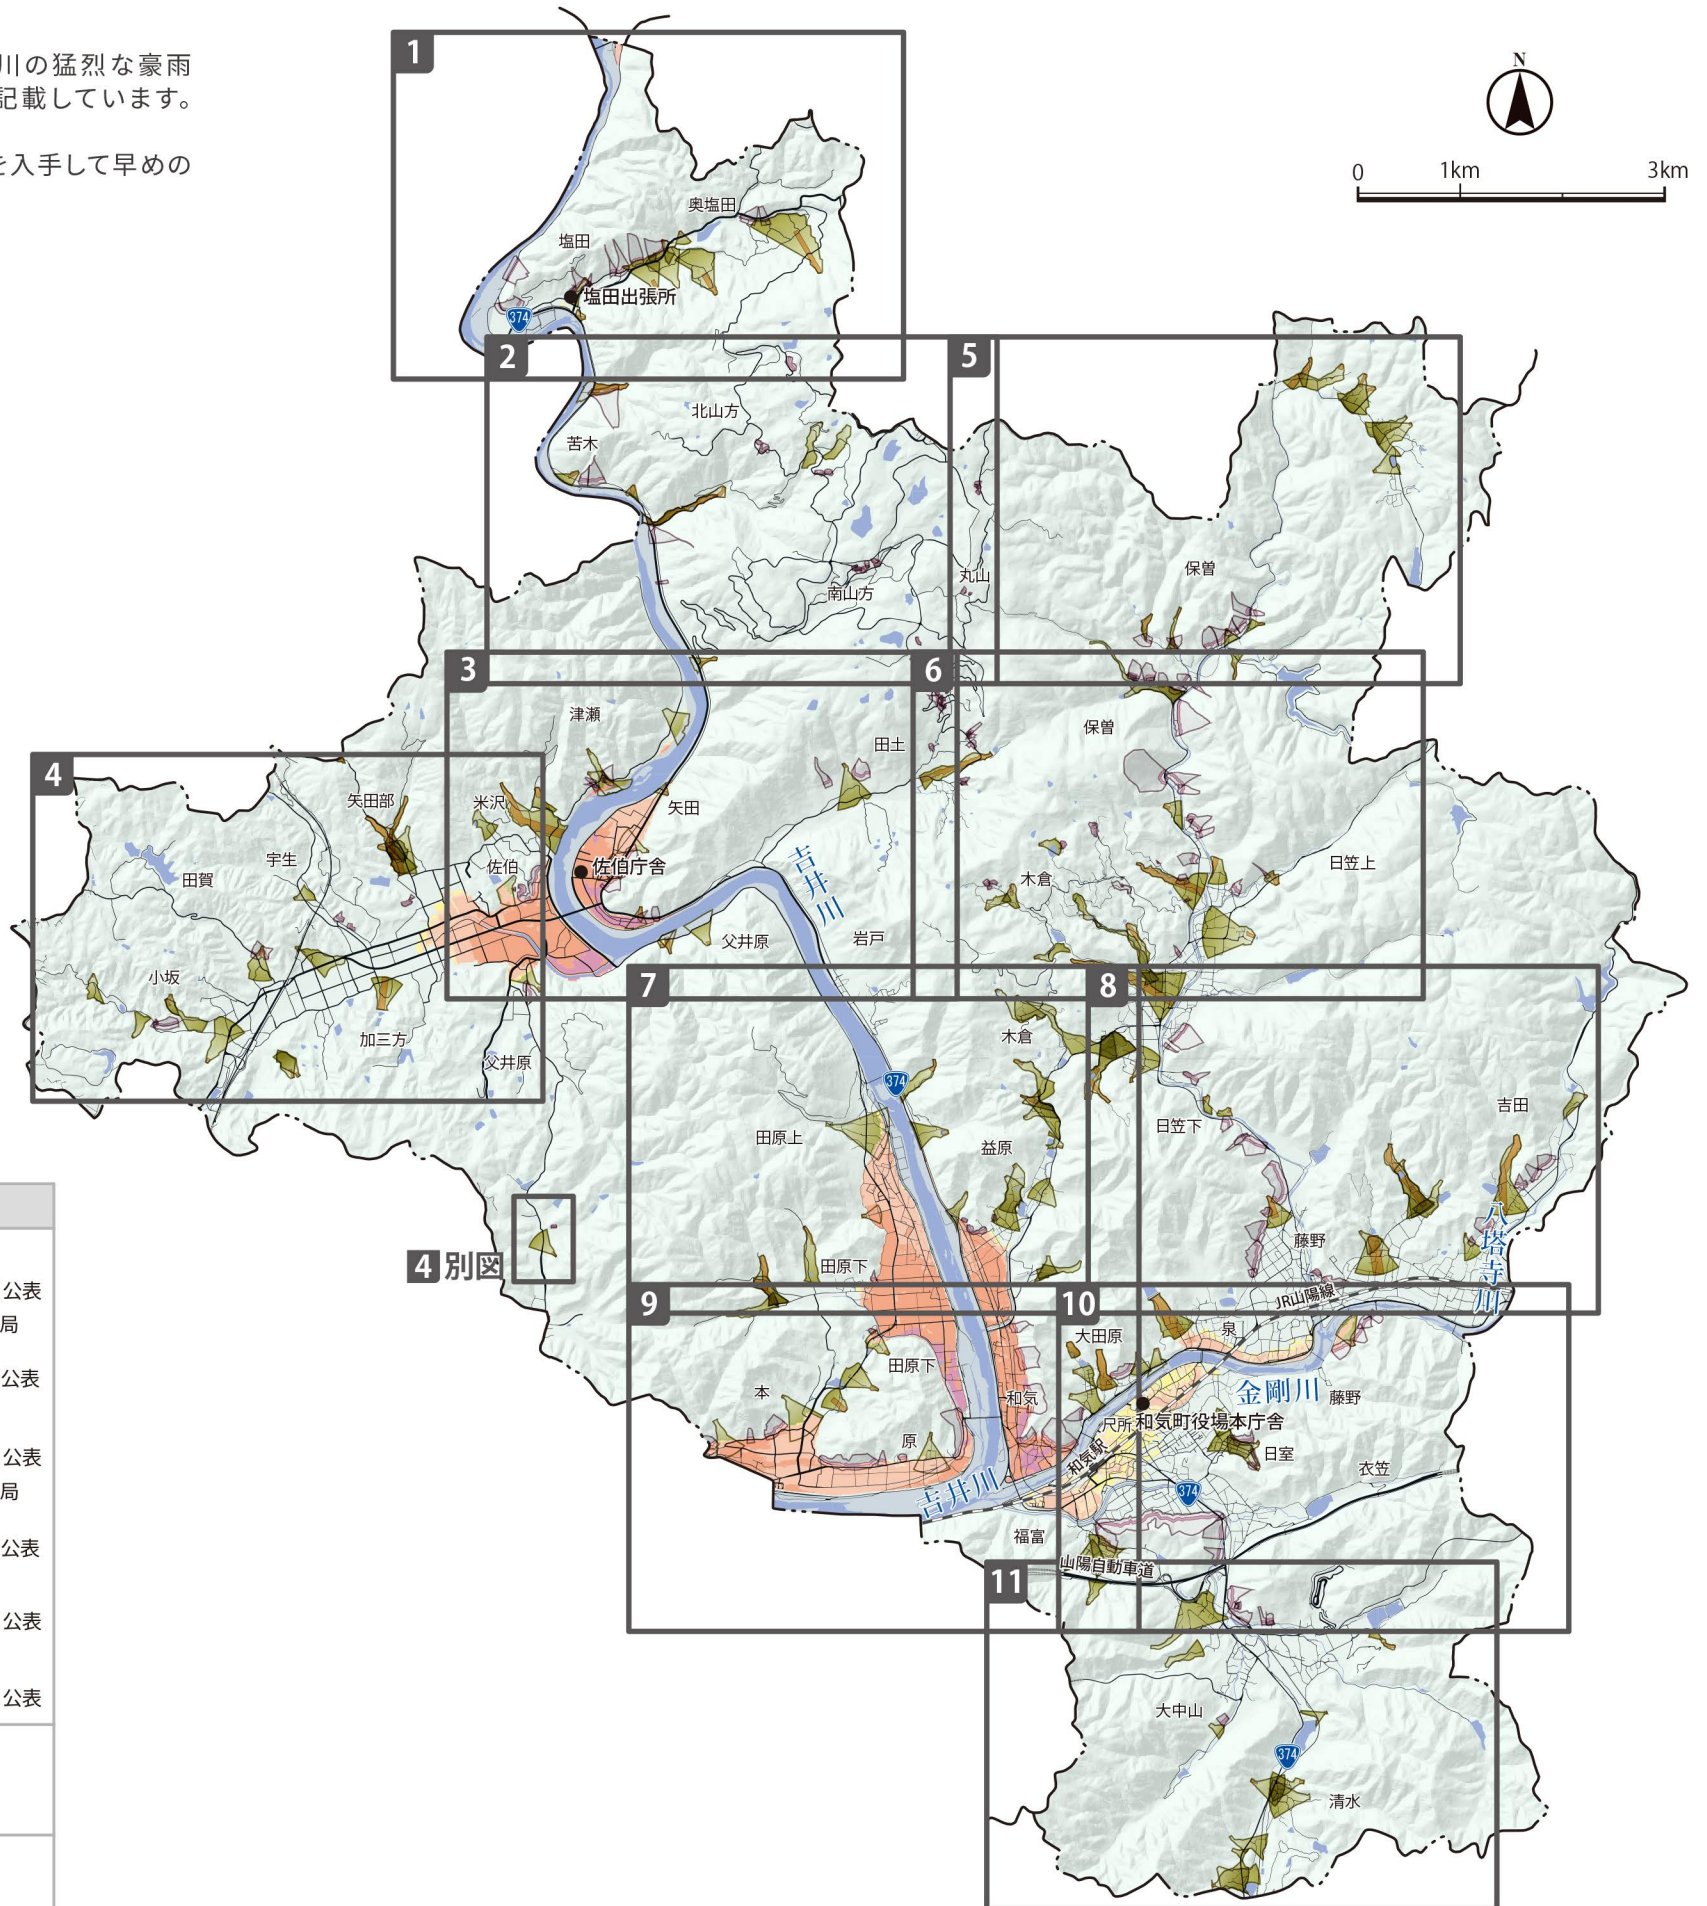 川の猛烈な豪雨
記載しています。
を入手して早めの
N
0 1km 3km
1
奥塩田
塩田
塩田出張所
374
2
5
北山方
苦木
保曽
丸山
南山方
3
6
津瀬
保曽
田土
4
矢田部
米沢
矢田
宇生
佐伯
佐伯庁舎
吉井川
日笠上
田賀
木倉
父井原
岩戸
小坂
7
8
加三方
木倉
父井原
374
吉田
田原上
日笠下
益原
八塔寺川
藤野
4 別図
田原下
公表
JR山陽線
9
10
局
大田原
泉
田原下
公表
本
和気
金剛川
藤野
尺所
和気町役場本庁舎
原
日室
公表
和気駅
衣笠
局
吉井川
374
福富
公表
山陽自動車道
11
公表
公表
大中山
374
清水